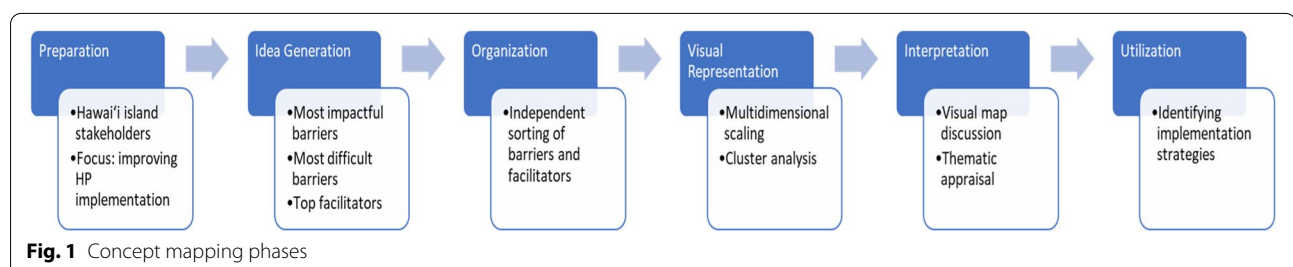 Preparation
•Hawai‘i island
stakeholders
•Focus: improving
HP
implementation
Idea Generation
•Most impactful
barriers
•Most difficult
barriers
•Top facilitators
Organization
•Independent
sorting of
barriers and
facilitators
Visual
Representation
•Multidimensional
scaling
•Cluster analysis
Interpretation
•Visual map
discussion
•Thematic
appraisal
Utilization
•Identifying
implementation
strategies
Fig. 1 Concept mapping phases